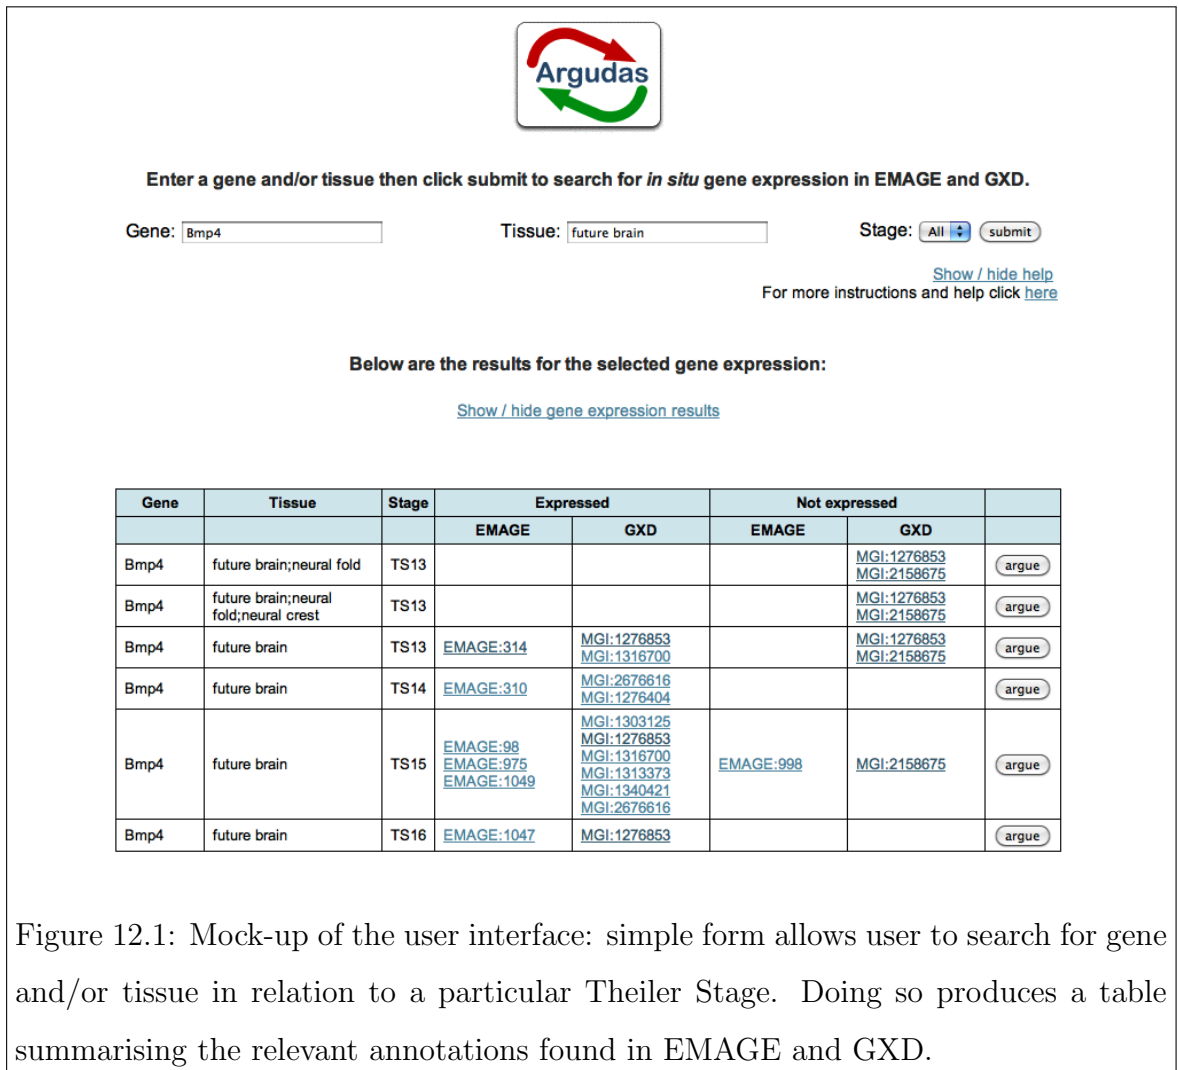 Argudas
Enter a gene and/or tissue then click submit to search for in situ gene expression in EMAGE and GXD.
Gene: Bmp4 Tissue: future brain Stage: All submit
Show / hide help
For more instructions and help click here
Below are the results for the selected gene expression:
Show / hide gene expression results
Gene Tissue Stage Expressed Not expressed
EMAGE GXD EMAGE GXD
Bmp4 future brain;neural fold TS13 MGI:1276853 argue
MGI:2158675
Bmp4 future brain;neural TS13 MGI:1276853 argue
fold;neural crest MGI:2158675
Bmp4 future brain TS13 EMAGE:314 MGI:1276853 MGI:1276853 argue
MGI:1316700 MGI:2158675
Bmp4 future brain TS14 EMAGE:310 MGI:2676616 argue
MGI:1276404
Bmp4 future brain TS15 EMAGE:98 MGI:1303125 EMAGE:998 MGI:2158675 argue
EMAGE:975 MGI:1276853
EMAGE:1049 MGI:1316700
MGI:1313373
MGI:1340421
MGI:2676616
Bmp4 future brain TS16 EMAGE:1047 MGI:1276853 argue
Figure 12.1: Mock-up of the user interface: simple form allows user to search for gene
and/or tissue in relation to a particular Theiler Stage. Doing so produces a table
summarising the relevant annotations found in EMAGE and GXD.